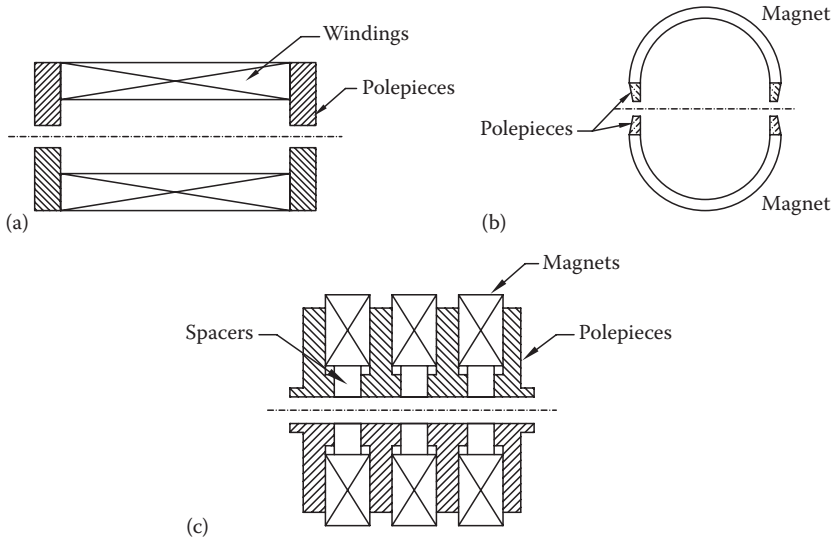 Windings
Polepieces
(a)
Magnet
Polepieces
Magnet
(b)
Magnets
Spacers
Polepieces
(c)